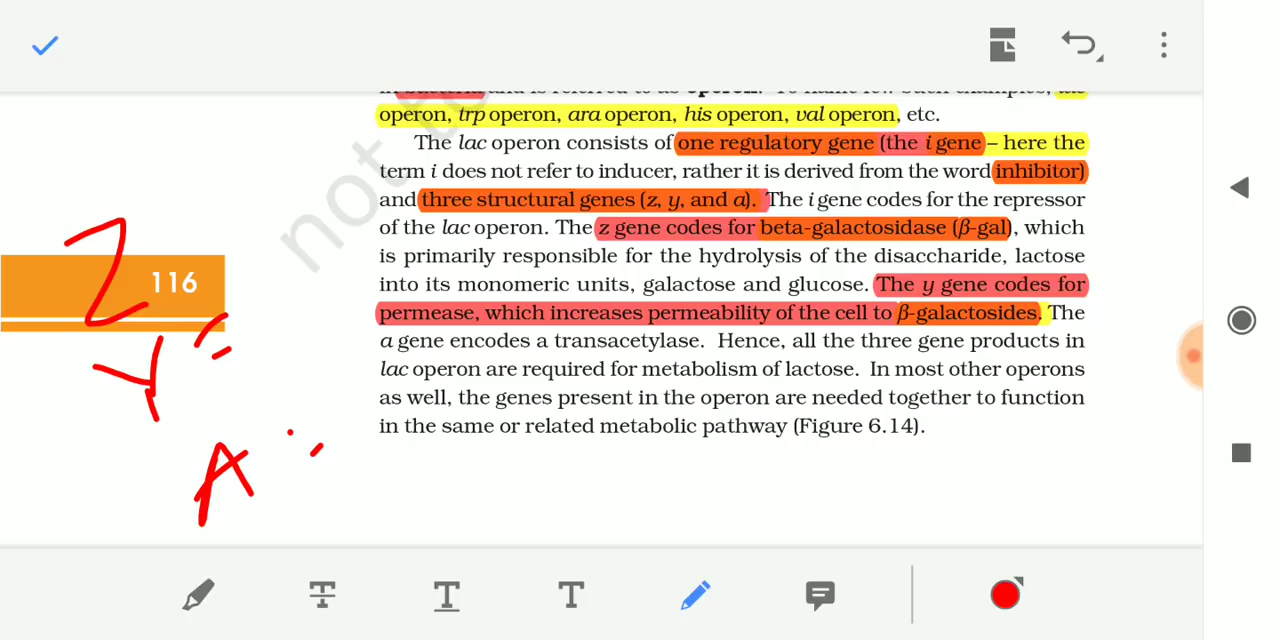 operon, trp operon, ara operon, his operon, val operon, etc.
The lac operon consists of one regulatory gene (the i gene – here the
term i does not refer to inducer, rather it is derived from the word inhibitor)
and three structural genes (z, y, and a). The i gene codes for the repressor
of the lac operon. The z gene codes for beta-galactosidase (β-gal), which
is primarily responsible for the hydrolysis of the disaccharide, lactose
into its monomeric units, galactose and glucose. The y gene codes for
permease, which increases permeability of the cell to β-galactosides. The
a gene encodes a transacetylase. Hence, all the three gene products in
lac operon are required for metabolism of lactose. In most other operons
as well, the genes present in the operon are needed together to function
in the same or related metabolic pathway (Figure 6.14).
116
Z
Y
A
not to